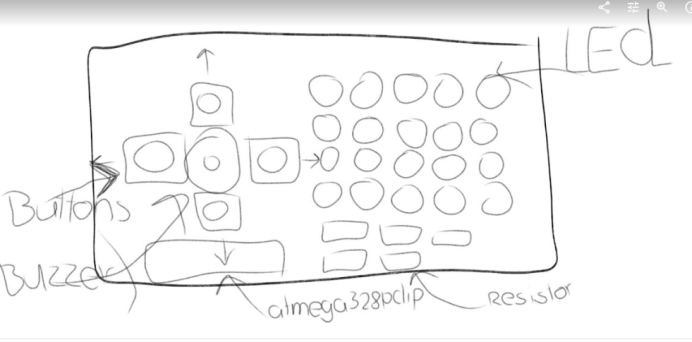 LEd
Buttons
Buzzer
atmega328pclip
Resistor